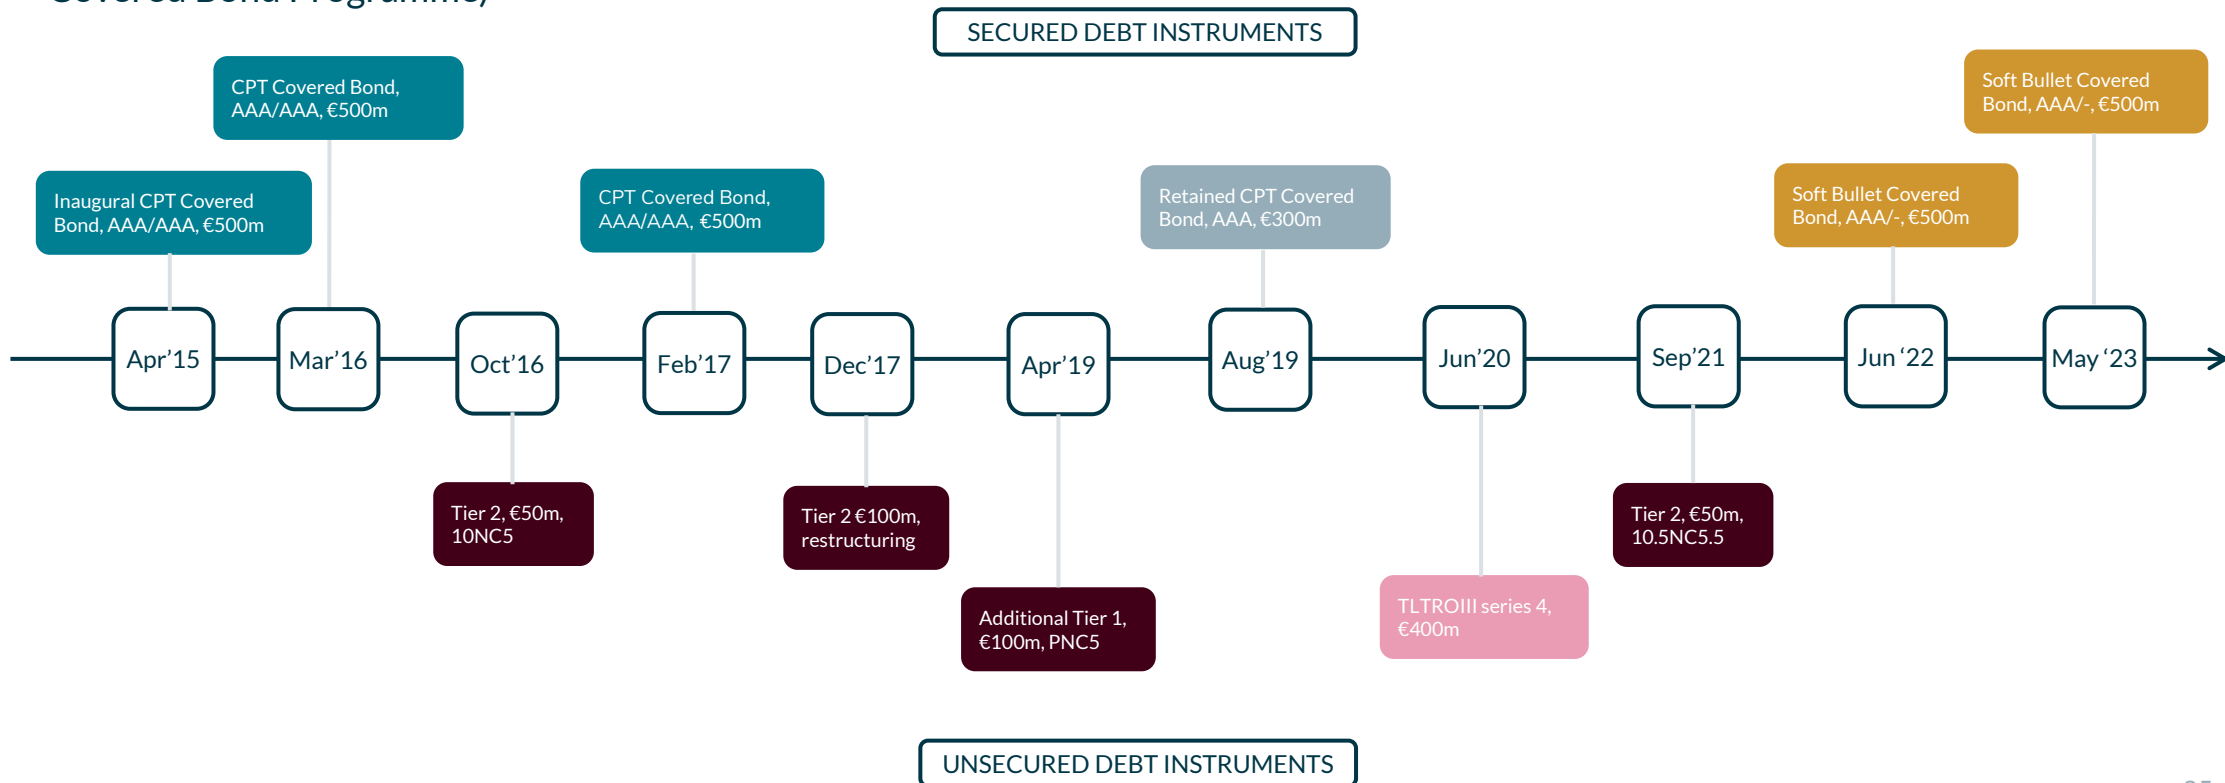 Covered Bond Programme)
SECURED DEBT INSTRUMENTS
CPT Covered Bond,
AAA/AAA, €500m
Soft Bullet Covered
Bond, AAA/-, €500m
Inaugural CPT Covered
Bond, AAA/AAA, €500m
CPT Covered Bond,
AAA/AAA, €500m
Retained CPT Covered
Bond, AAA, €300m
Soft Bullet Covered
Bond, AAA/-, €500m
Apr’15
Mar’16
Oct’16
Feb’17
Dec’17
Apr’19
Aug’19
Jun’20
Sep’21
Jun ‘22
May ‘23
Tier 2, €50m,
10NC5
Tier 2 €100m,
restructuring
Tier 2, €50m,
10.5NC5.5
Additional Tier 1,
€100m, PNC5
TLTROIII series 4,
€400m
UNSECURED DEBT INSTRUMENTS